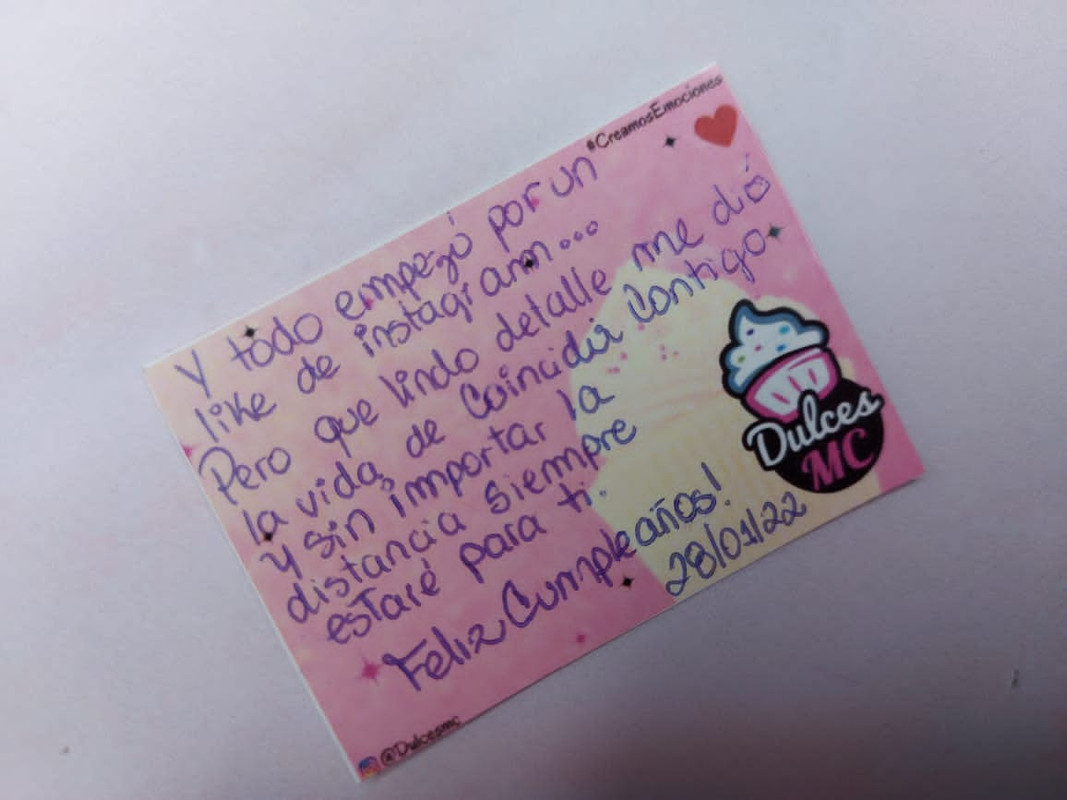 #CreamosEmociones
Y todo empezó por un
like de instagram...
Pero que lindo detalle me dió
la vida, de coincidir contigo
y sin importar la
distancia siempre
estaré para ti.
Feliz Cumpleaños!
28/01/22
Dulces
MC
@Dulcesmc